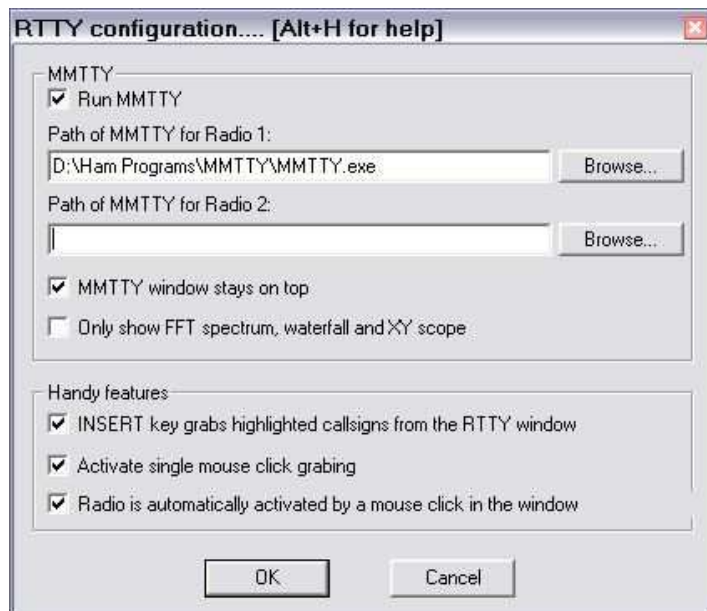 RTTY configuration.... [Alt+H for help]
MMTTY
Run MMTTY
Path of MMTTY for Radio 1:
D:\Ham Programs\MMTTY\MMTTY.exe
Browse...
Path of MMTTY for Radio 2:
Browse...
MMTTY window stays on top
Only show FFT spectrum, waterfall and XY scope
Handy features
INSERT key grabs highlighted callsigns from the RTTY window
Activate single mouse click grabing
Radio is automatically activated by a mouse click in the window
OK
Cancel